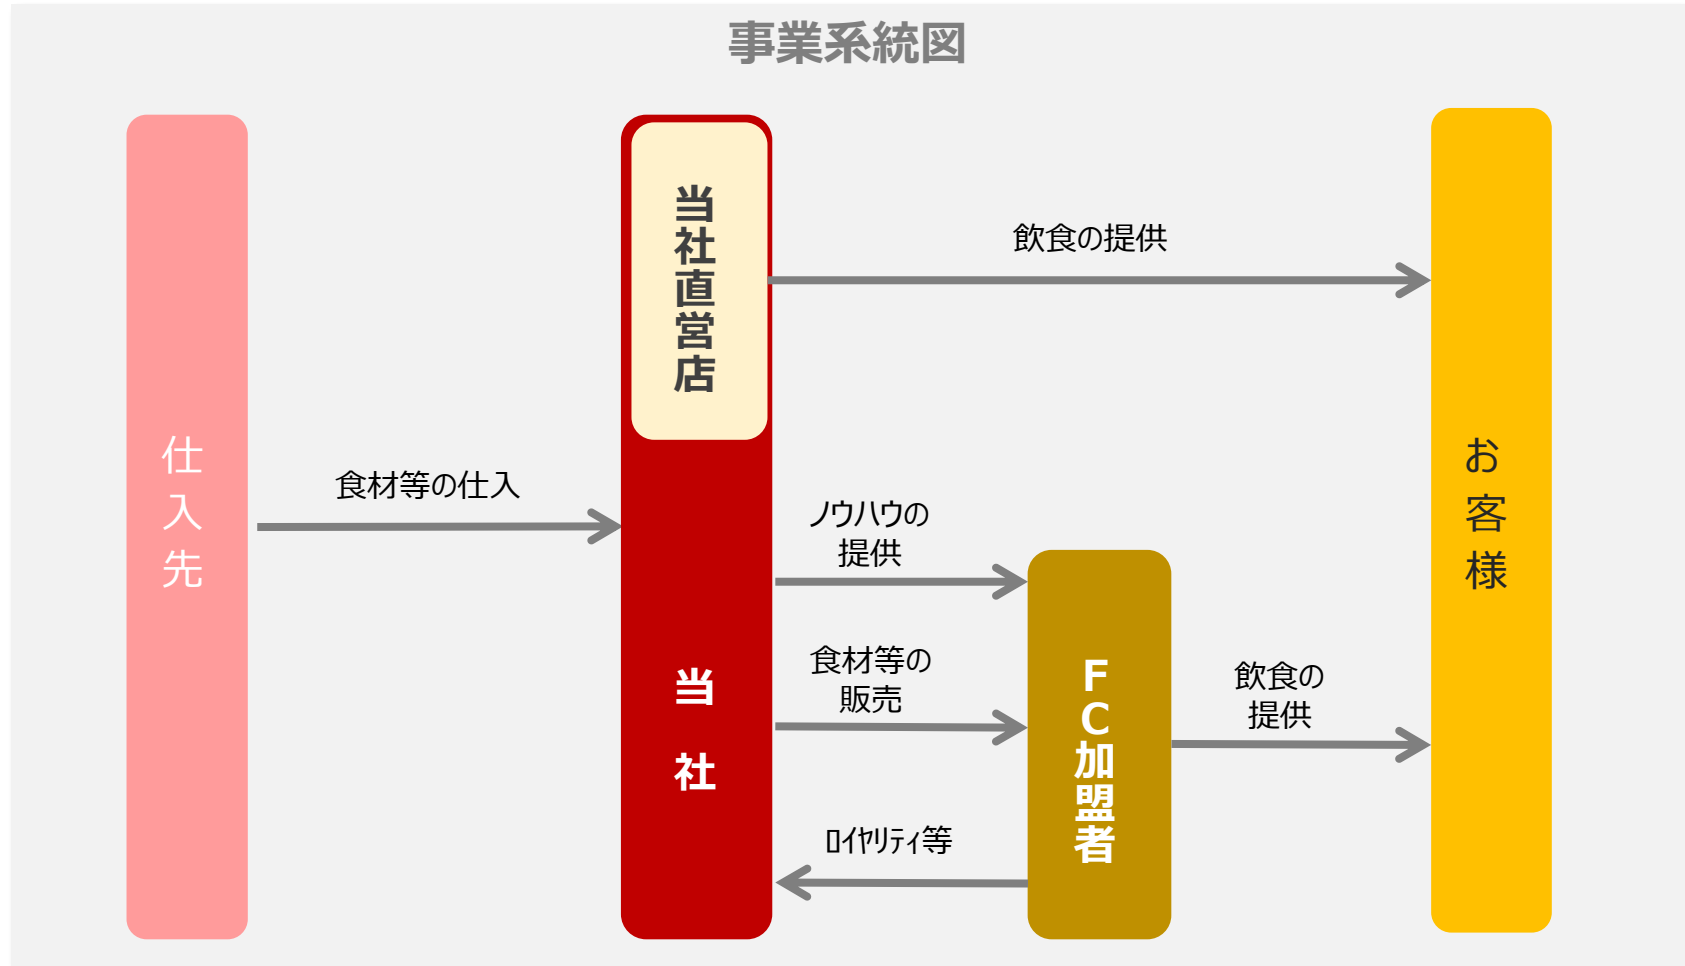 事業系統図
仕入先
食材等の仕入
当社直営店
当社
飲食の提供
ノウハウの
提供
食材等の
販売
ﾛｲﾔﾘﾃｨ等
FC加盟者
飲食の
提供
お客様